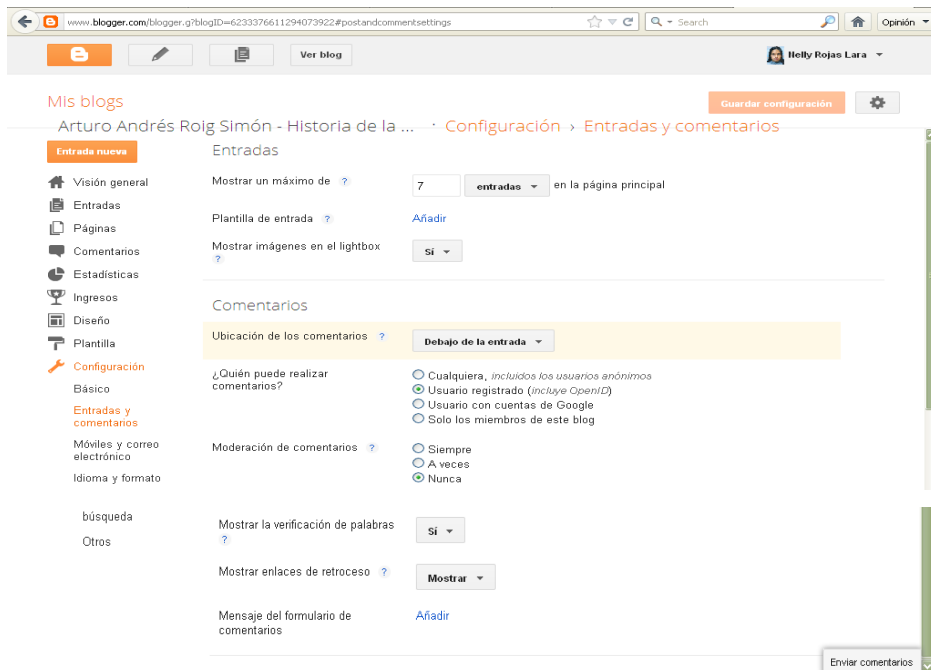 www.blogger.com/blogger.g?blogID=6233376611294073922#postandcommentsettings
Search
Opinión
Ver blog
Nelly Rojas Lara
Mis blogs
Guardar configuración
Arturo Andrés Roig Simón - Historia de la ... · Configuración › Entradas y comentarios
Entrada nueva
Visión general
Entradas
Páginas
Comentarios
Estadísticas
Ingresos
Diseño
Plantilla
Configuración
Básico
Entradas y
comentarios
Móviles y correo
electrónico
Idioma y formato
búsqueda
Otros
Entradas
Mostrar un máximo de ? 7 entradas en la página principal
Plantilla de entrada ? Añadir
Mostrar imágenes en el lightbox Sí
?
Comentarios
Ubicación de los comentarios ? Debajo de la entrada
¿Quién puede realizar
comentarios?
Cualquiera, incluidos los usuarios anónimos
Usuario registrado (incluye OpenID)
Usuario con cuentas de Google
Solo los miembros de este blog
Moderación de comentarios ?
Siempre
A veces
Nunca
Mostrar la verificación de palabras Sí
?
Mostrar enlaces de retroceso ? Mostrar
Mensaje del formulario de Añadir
comentarios
Enviar comentarios